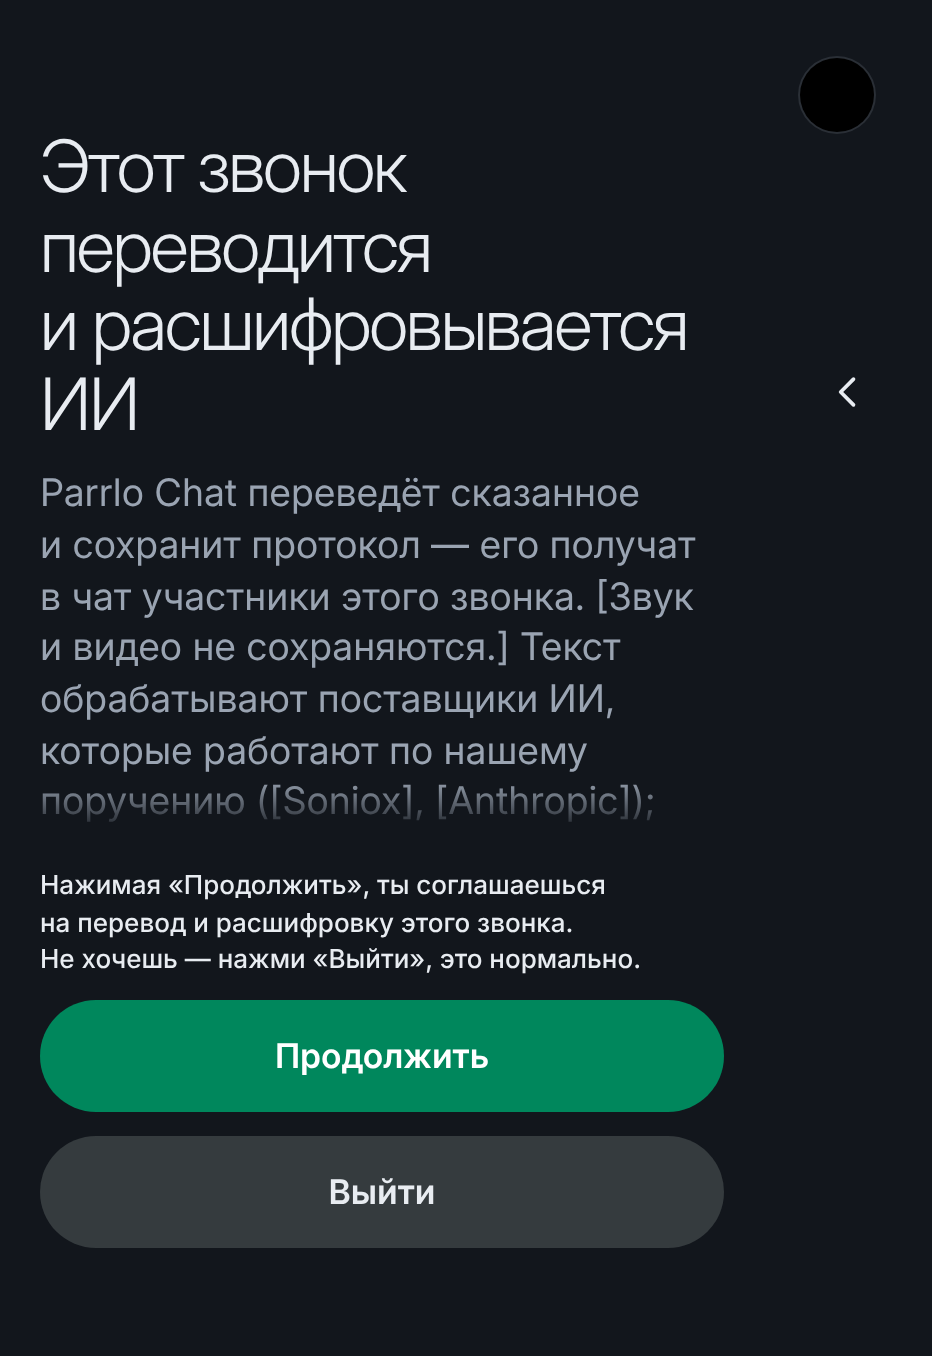 Этот звонок
переводится
и расшифровывается
ИИ
Parrlo Chat переведёт сказанное
и сохранит протокол — его получат
в чат участники этого звонка. [Звук
и видео не сохраняются.] Текст
обрабатывают поставщики ИИ,
которые работают по нашему
поручению ([Soniox], [Anthropic]);
Нажимая «Продолжить», ты соглашаешься
на перевод и расшифровку этого звонка.
Не хочешь — нажми «Выйти», это нормально.
Продолжить
Выйти